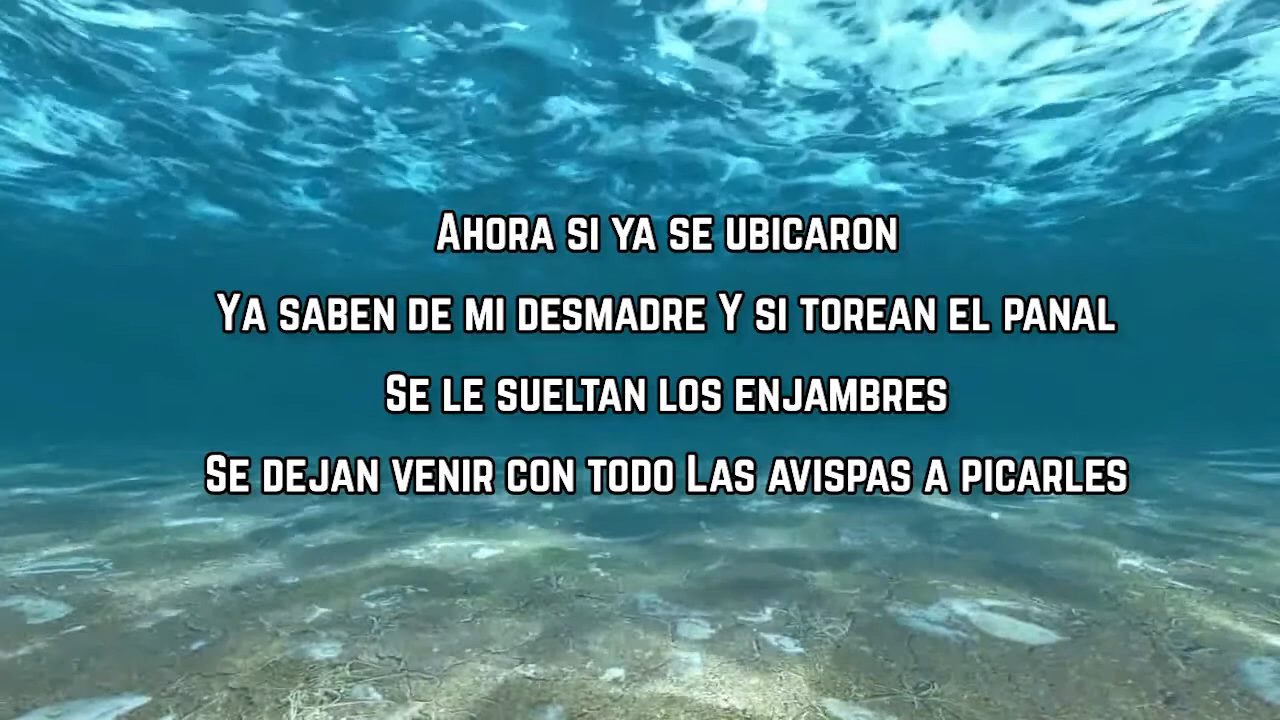 Ahora si ya se ubicaron
Ya saben de mi desmadre Y si torean el panal
Se le sueltan los enjambres
Se dejan venir con todo Las avispas a picarles